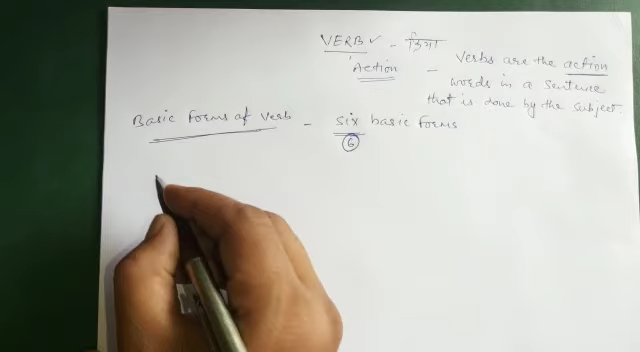 VERB ✓ - क्रिया
Action - Verbs are the action
words in a sentence
that is done by the subject.
Basic forms of verb - six basic forms
6